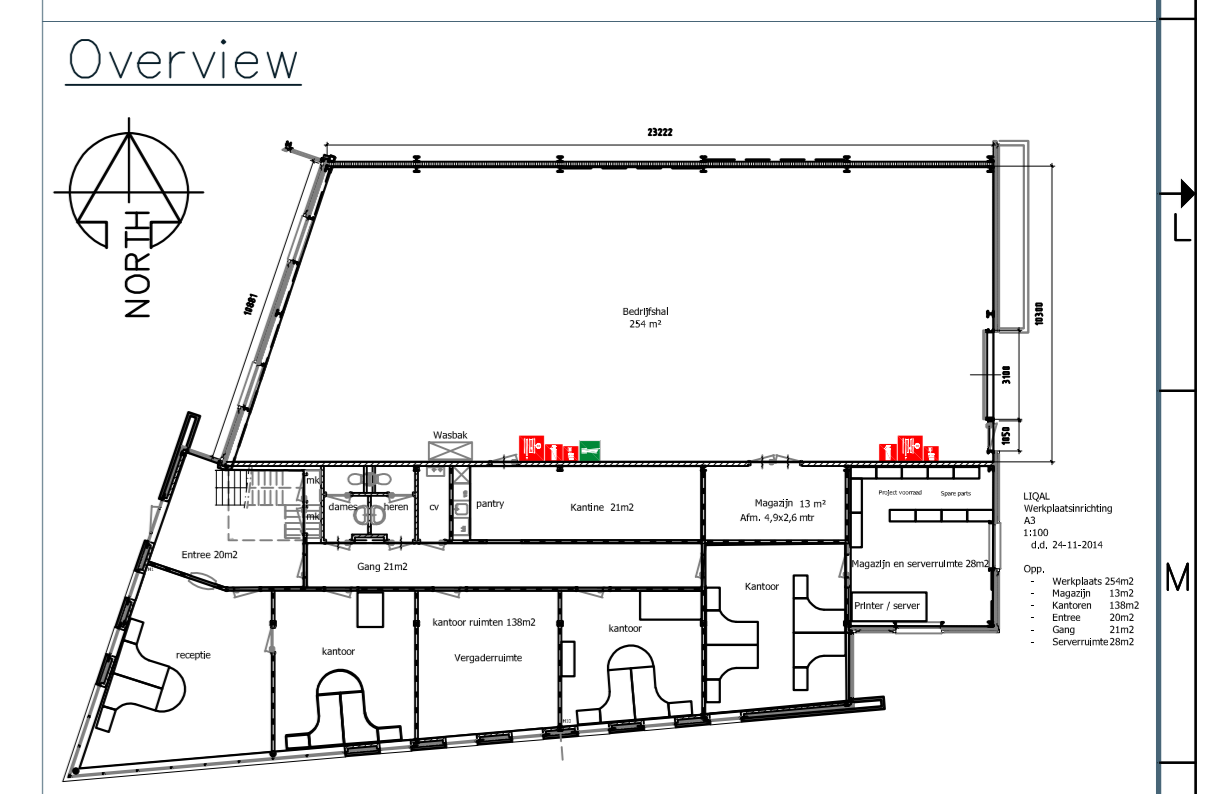 Overview
NORTH
23222
10881
10300
3100
1050
Bedrijfshal
254 m²
Wasbak
mk
mk
dames
heren
cv
pantry
Kantine 21m2
Magazijn 13 m²
Afm. 4,9x2,6 mtr
Project voorraad
Spare parts
Entree 20m2
Gang 21m2
Magazijn en serverruimte 28m2
Printer / server
Kantoor
kantoor ruimten 138m2
Vergaderruimte
kantoor
kantoor
receptie
LIQAL
Werkplaatsinrichting
A3
1:100
d.d. 24-11-2014
Opp.
- Werkplaats 254m2
- Magazijn 13m2
- Kantoren 138m2
- Entree 20m2
- Gang 21m2
- Serverruimte 28m2
L
M